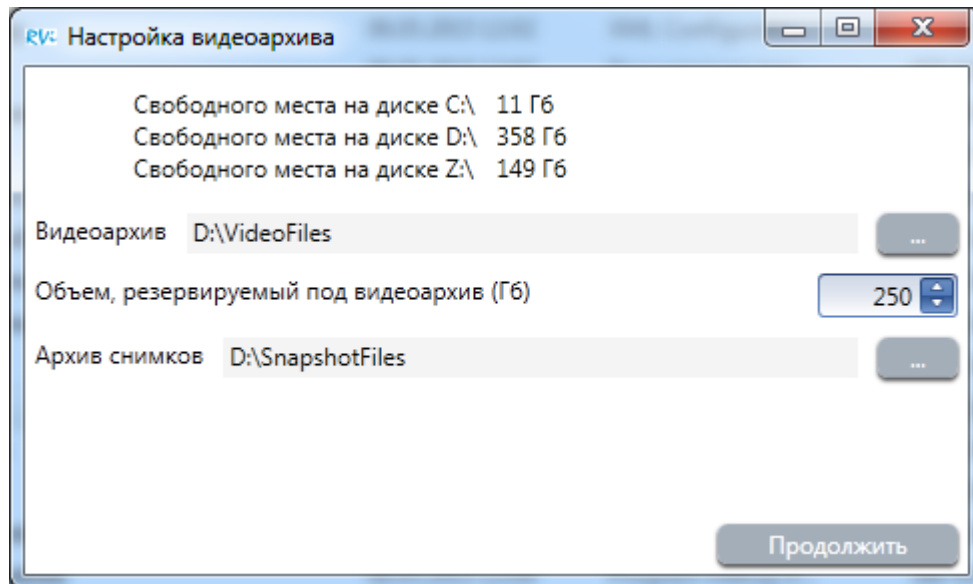 RVi Настройка видеоархива
Свободного места на диске C:\ 11 Гб
Свободного места на диске D:\ 358 Гб
Свободного места на диске Z:\ 149 Гб
Видеоархив D:\VideoFiles ...
Объем, резервируемый под видеоархив (Гб) 250
Архив снимков D:\SnapshotFiles ...
Продолжить